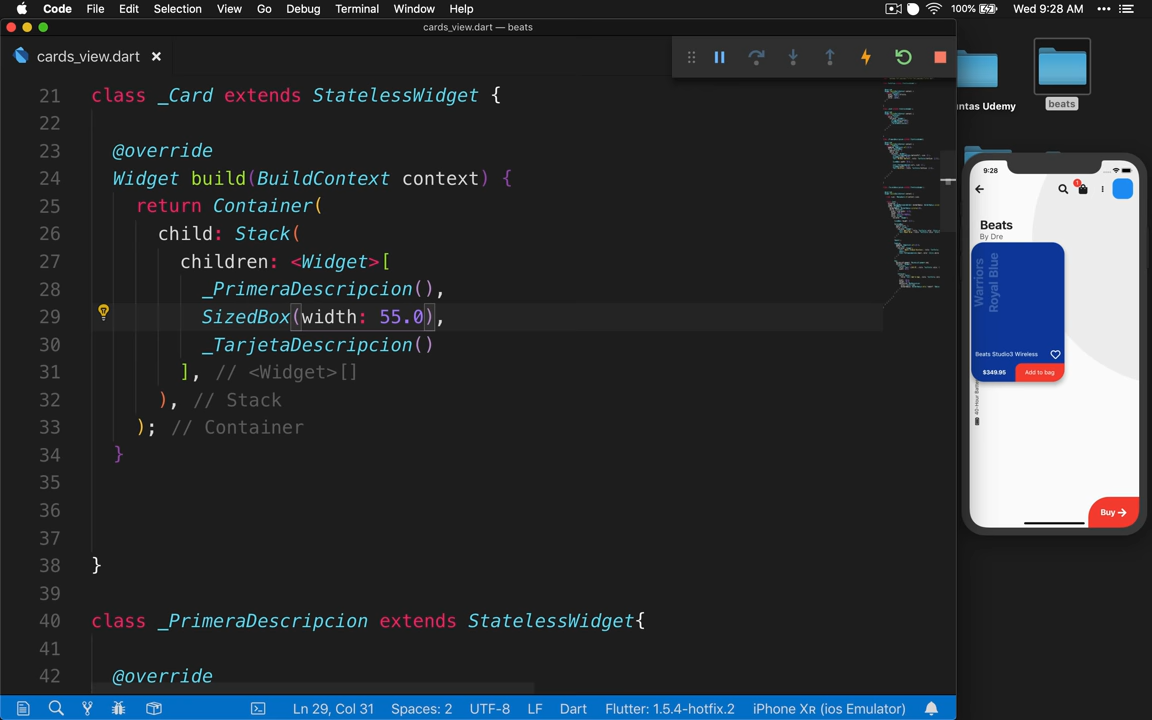 Code File Edit Selection View Go Debug Terminal Window Help 100% Wed 9:28 AM
cards_view.dart — beats
cards_view.dart
21 class _Card extends StatelessWidget {
22
23 @override
24 Widget build(BuildContext context) {
25 return Container(
26 child: Stack(
27 children: <Widget>[
28 _PrimeraDescripcion(),
29 SizedBox(width: 55.0),
30 _TarjetaDescripcion()
31 ], // <Widget>[]
32 ), // Stack
33 ); // Container
34 }
35
36
37
38 }
39
40 class _PrimeraDescripcion extends StatelessWidget{
41
42 @override
Ln 29, Col 31 Spaces: 2 UTF-8 LF Dart Flutter: 1.5.4-hotfix.2 iPhone XR (ios Emulator)
untas Udemy
beats
9:28
Beats
By Dre
Warriors
Royal Blue
Beats Studio3 Wireless
$349.95 Add to bag
40-Hour
Buy